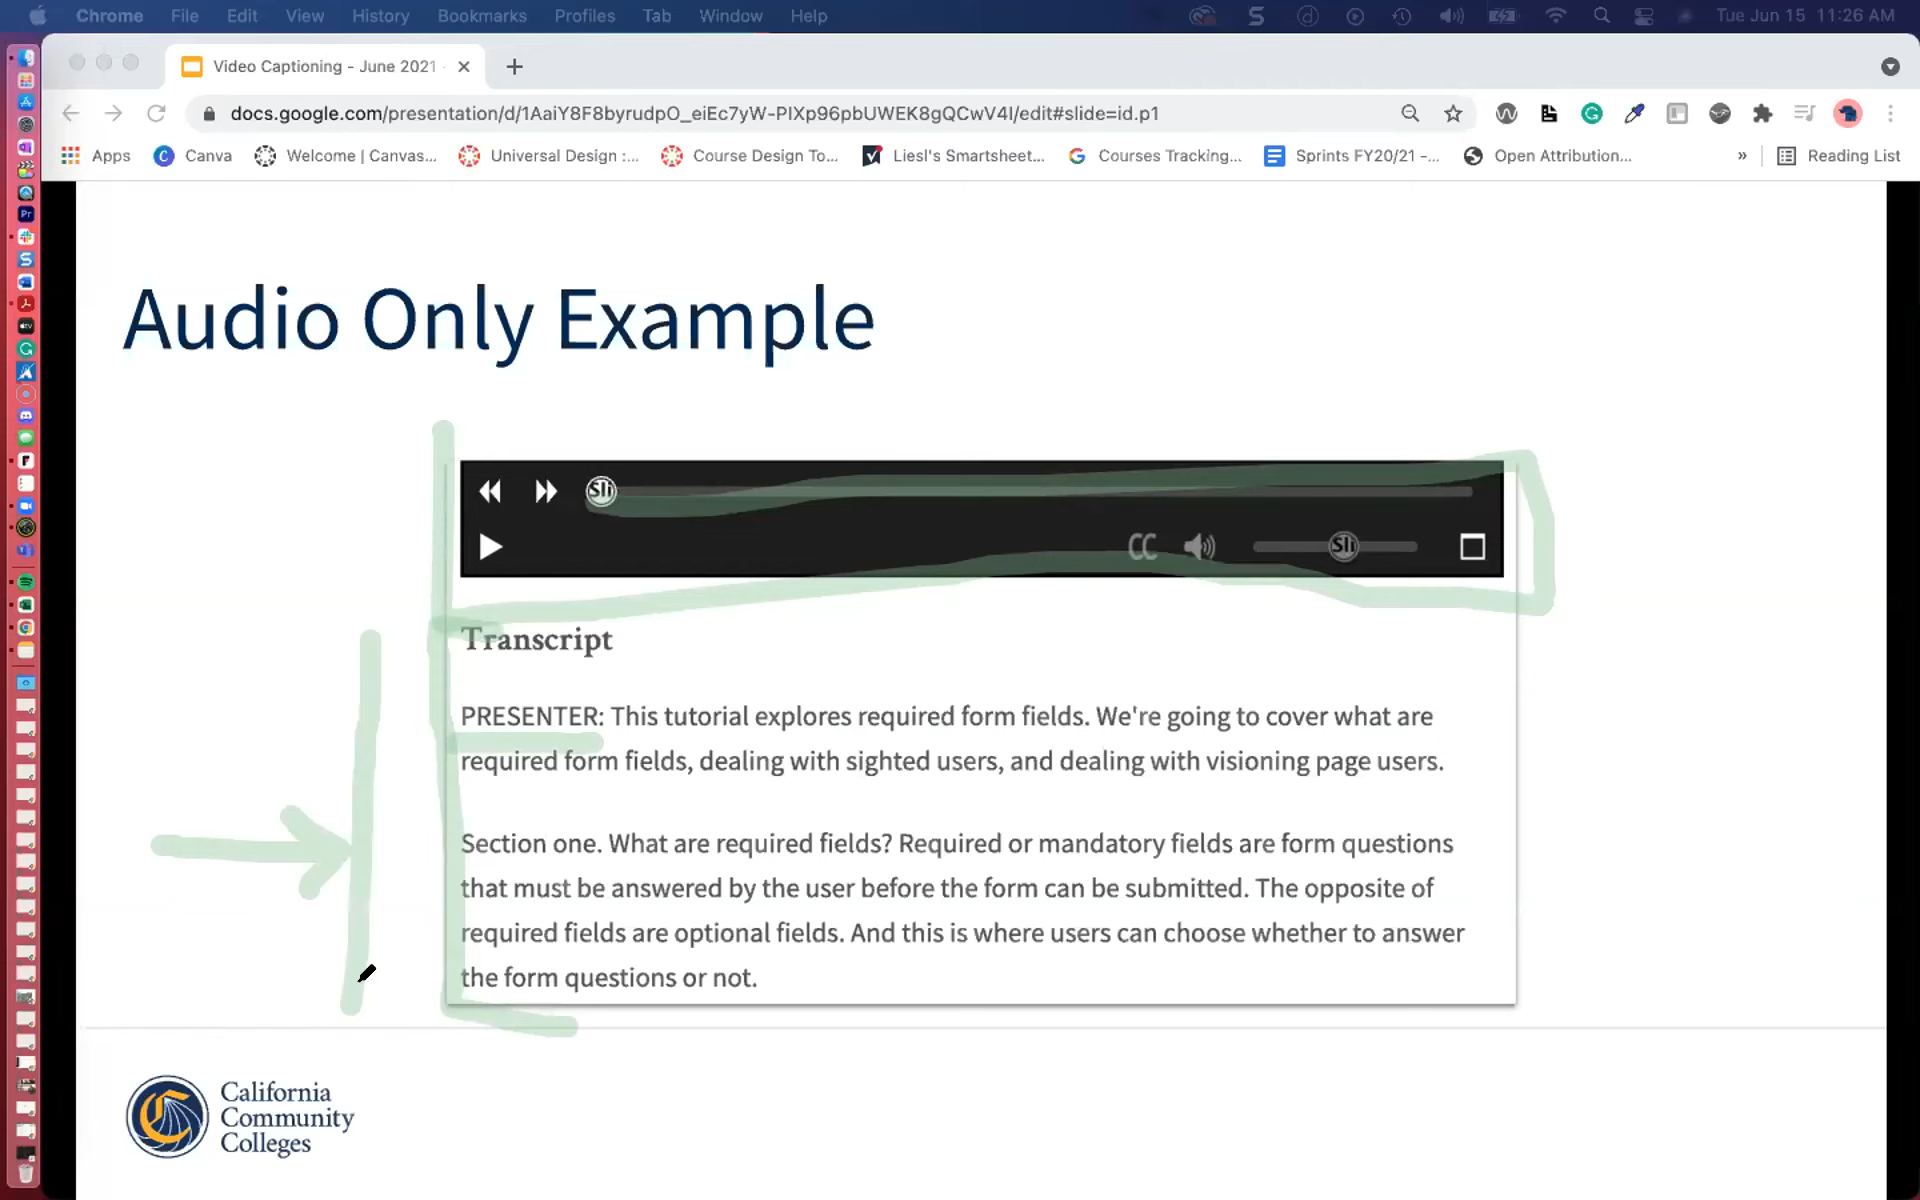 Chrome File Edit View History Bookmarks Profiles Tab Window Help Tue Jun 15 11:26 AM
Video Captioning - June 2021
docs.google.com/presentation/d/1AaiY8F8byrudpO_eiEc7yW-PIXp96pbUWEK8gQCwV4I/edit#slide=id.p1
Apps Canva Welcome | Canvas... Universal Design :... Course Design To... Liesl's Smartsheet... Courses Tracking,... Sprints FY20/21 -... Open Attribution... » Reading List
Audio Only Example
CC
Transcript
PRESENTER: This tutorial explores required form fields. We're going to cover what are
required form fields, dealing with sighted users, and dealing with visioning page users.
Section one. What are required fields? Required or mandatory fields are form questions
that must be answered by the user before the form can be submitted. The opposite of
required fields are optional fields. And this is where users can choose whether to answer
the form questions or not.
California
Community
Colleges